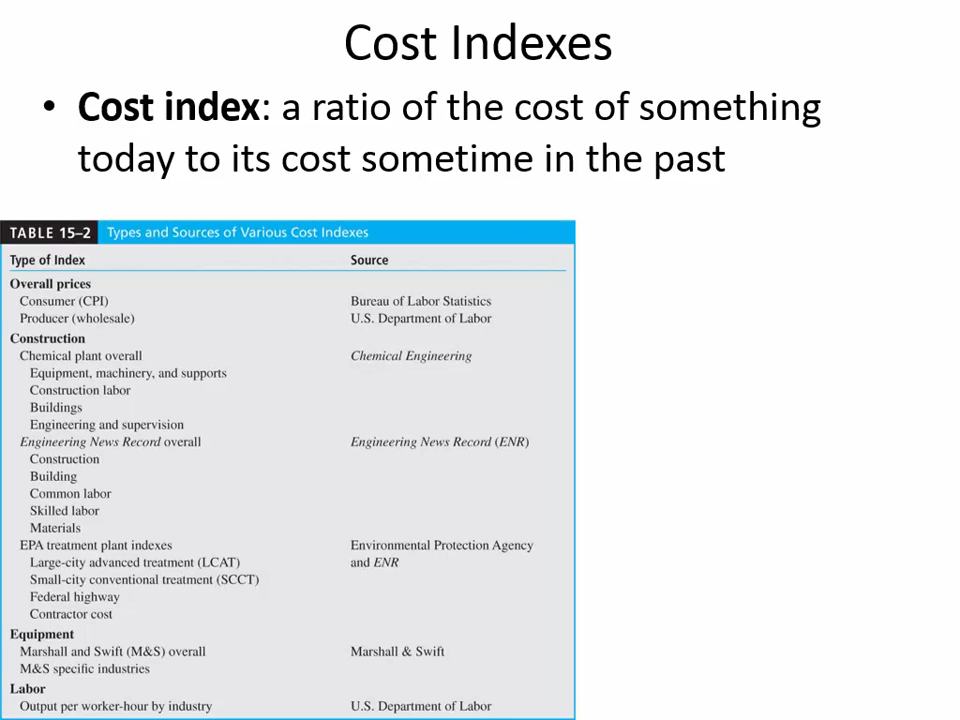 Cost Indexes
• Cost index: a ratio of the cost of something
today to its cost sometime in the past
TABLE 15–2 Types and Sources of Various Cost Indexes
Type of Index Source
Overall prices
Consumer (CPI) Bureau of Labor Statistics
Producer (wholesale) U.S. Department of Labor
Construction
Chemical plant overall Chemical Engineering
Equipment, machinery, and supports
Construction labor
Buildings
Engineering and supervision
Engineering News Record overall Engineering News Record (ENR)
Construction
Building
Common labor
Skilled labor
Materials
EPA treatment plant indexes Environmental Protection Agency
Large-city advanced treatment (LCAT) and ENR
Small-city conventional treatment (SCCT)
Federal highway
Contractor cost
Equipment
Marshall and Swift (M&S) overall Marshall & Swift
M&S specific industries
Labor
Output per worker-hour by industry U.S. Department of Labor